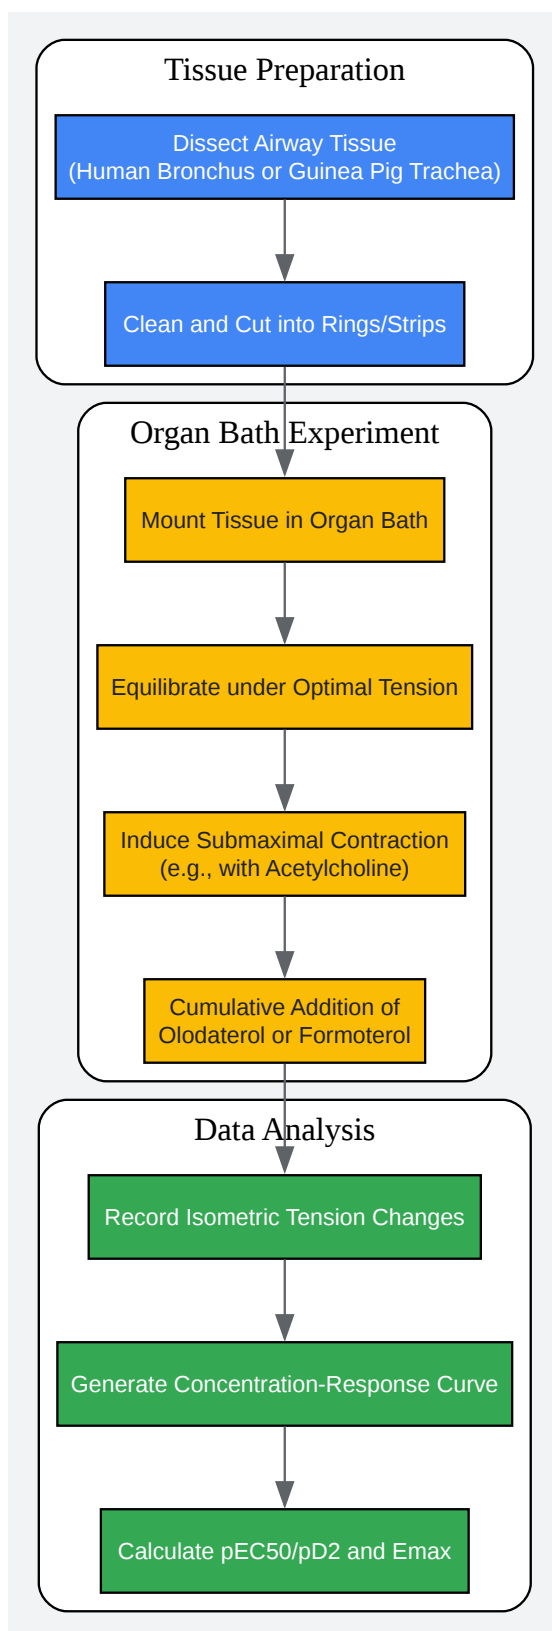 Tissue Preparation
Dissect Airway Tissue
(Human Bronchus or Guinea Pig Trachea)
Clean and Cut into Rings/Strips
Organ Bath Experiment
Mount Tissue in Organ Bath
Equilibrate under Optimal Tension
Induce Submaximal Contraction
(e.g., with Acetylcholine)
Cumulative Addition of
Olodaterol or Formoterol
Data Analysis
Record Isometric Tension Changes
Generate Concentration-Response Curve
Calculate pEC50/pD2 and Emax